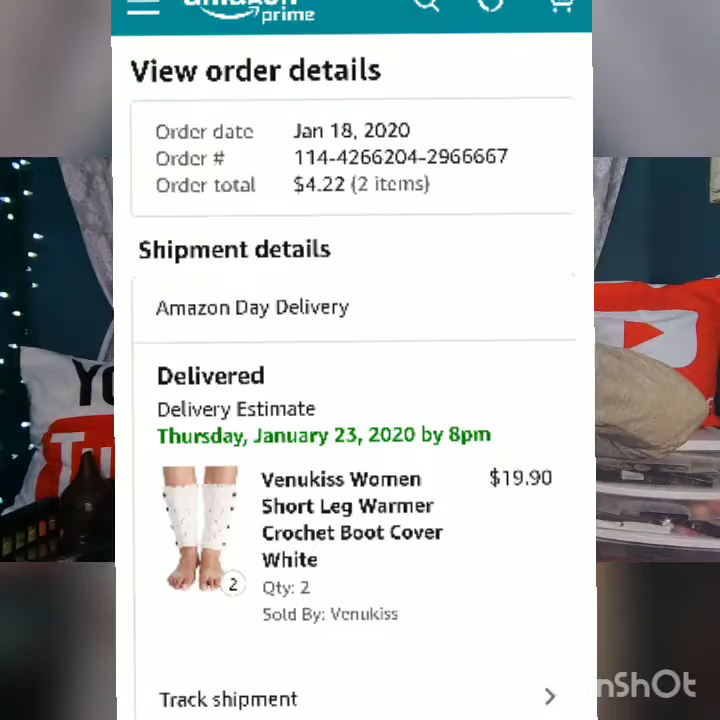 prime
View order details
Order date Jan 18, 2020
Order # 114-4266204-2966667
Order total $4.22 (2 items)
Shipment details
Amazon Day Delivery
Delivered
Delivery Estimate
Thursday, January 23, 2020 by 8pm
Venukiss Women $19.90
Short Leg Warmer
Crochet Boot Cover
White
2
Qty: 2
Sold By: Venukiss
Track shipment
YO
Tu
nShOt